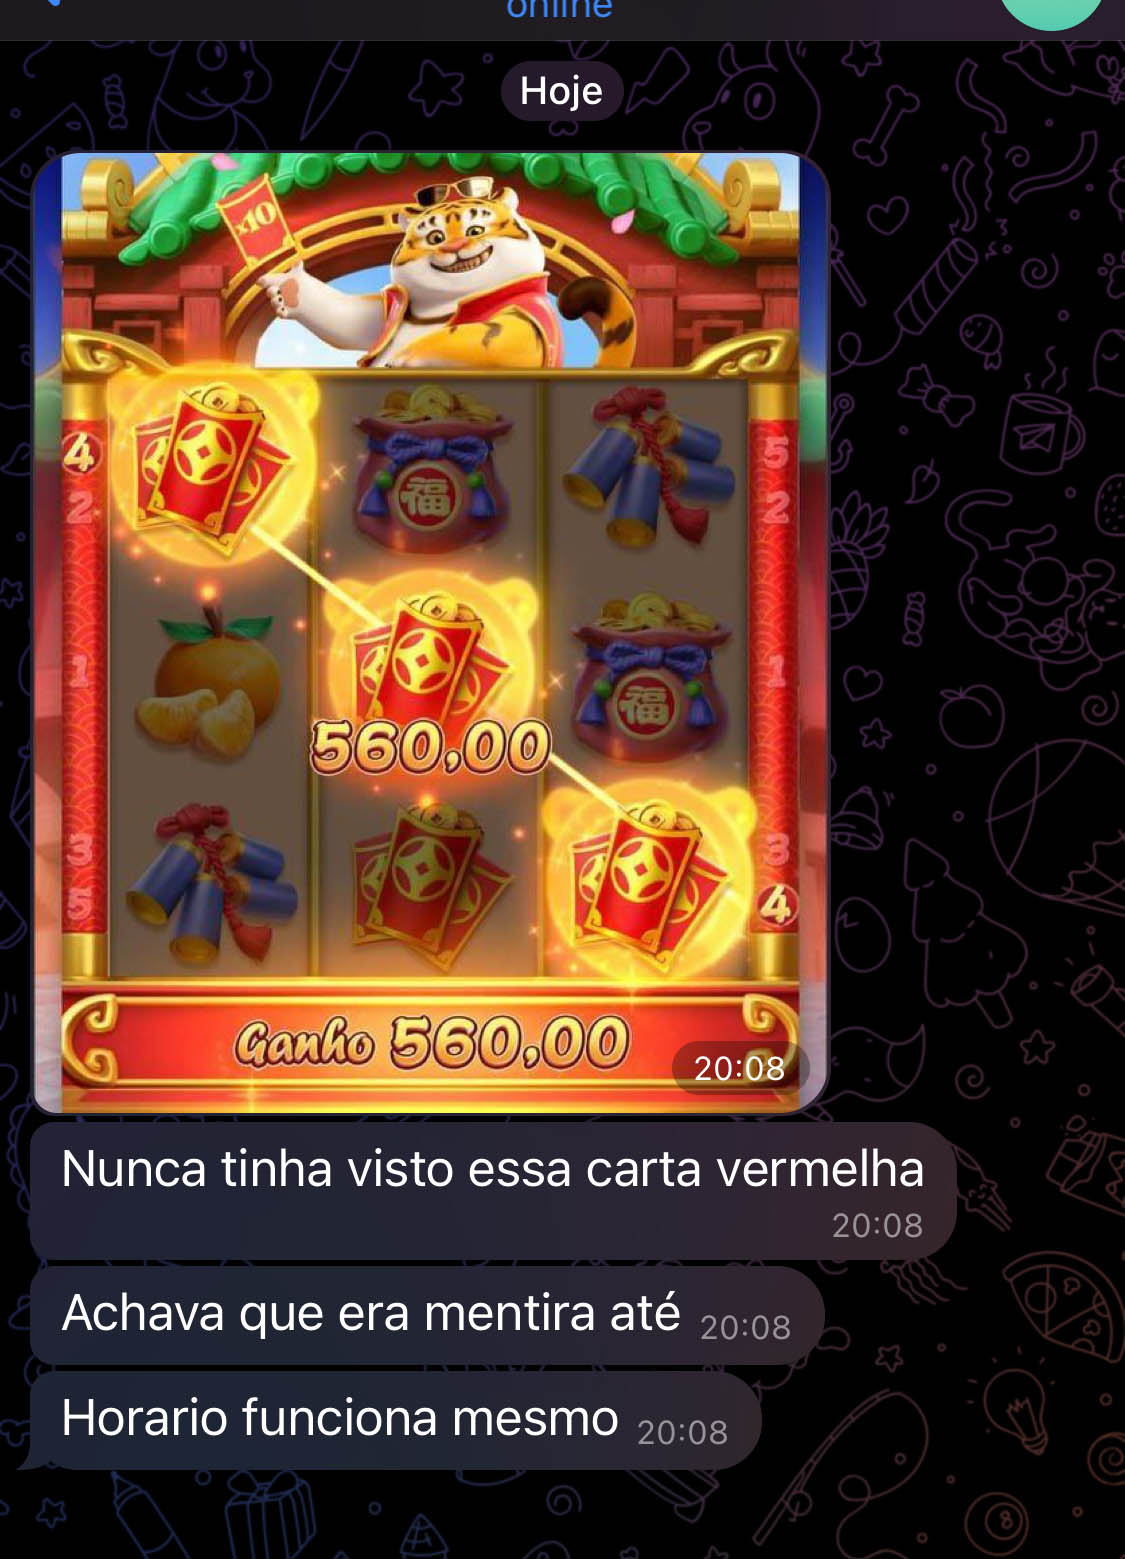 online
Hoje
x10
福
4
5
2
2
560,00
福
1
1
3
3
5
4
Ganho 560,00
20:08
Nunca tinha visto essa carta vermelha
20:08
Achava que era mentira até 20:08
Horario funciona mesmo 20:08
8